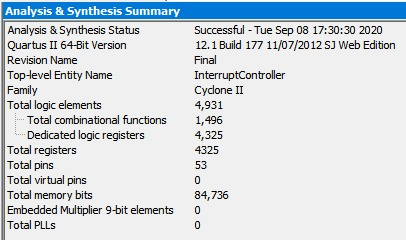 Analysis & Synthesis Summary
Analysis & Synthesis Status Successful - Tue Sep 08 17:30:30 2020
Quartus II 64-Bit Version 12.1 Build 177 11/07/2012 SJ Web Edition
Revision Name Final
Top-level Entity Name InterruptController
Family Cyclone II
Total logic elements 4,931
Total combinational functions 1,496
Dedicated logic registers 4,325
Total registers 4325
Total pins 53
Total virtual pins 0
Total memory bits 84,736
Embedded Multiplier 9-bit elements 0
Total PLLs 0